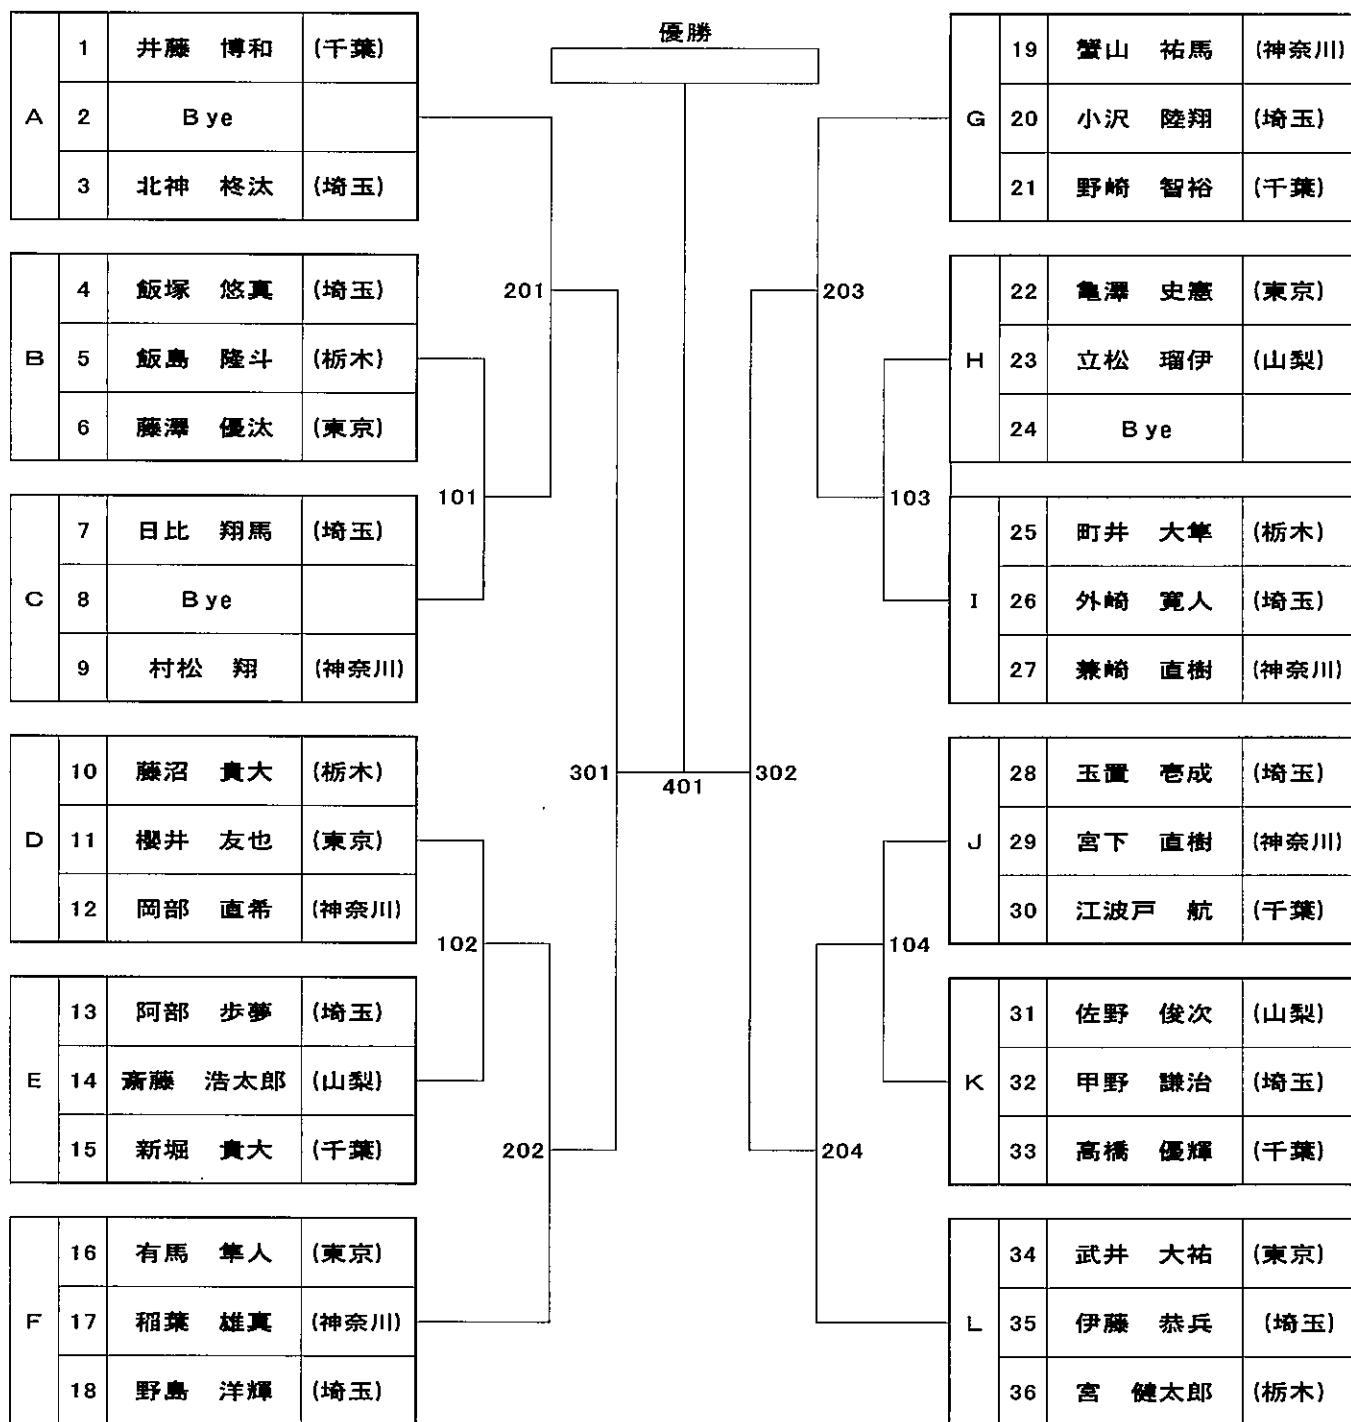 優勝
A
1 井藤 博和 (千葉)
2 Bye
3 北神 柊汰 (埼玉)
B
4 飯塚 悠真 (埼玉)
5 飯島 隆斗 (栃木)
6 藤澤 優汰 (東京)
C
7 日比 翔馬 (埼玉)
8 Bye
9 村松 翔 (神奈川)
D
10 藤沼 貴大 (栃木)
11 櫻井 友也 (東京)
12 岡部 直希 (神奈川)
E
13 阿部 歩夢 (埼玉)
14 斎藤 浩太郎 (山梨)
15 新堀 貴大 (千葉)
F
16 有馬 隼人 (東京)
17 稲葉 雄真 (神奈川)
18 野島 洋輝 (埼玉)
101
102
201
202
301
401
302
203
204
103
104
G
19 蟹山 祐馬 (神奈川)
20 小沢 陸翔 (埼玉)
21 野崎 智裕 (千葉)
H
22 亀澤 史憲 (東京)
23 立松 瑠伊 (山梨)
24 Bye
I
25 町井 大隼 (栃木)
26 外崎 寛人 (埼玉)
27 兼崎 直樹 (神奈川)
J
28 玉置 壱成 (埼玉)
29 宮下 直樹 (神奈川)
30 江波戸 航 (千葉)
K
31 佐野 俊次 (山梨)
32 甲野 謙治 (埼玉)
33 高橋 優輝 (千葉)
L
34 武井 大祐 (東京)
35 伊藤 恭兵 (埼玉)
36 宮 健太郎 (栃木)